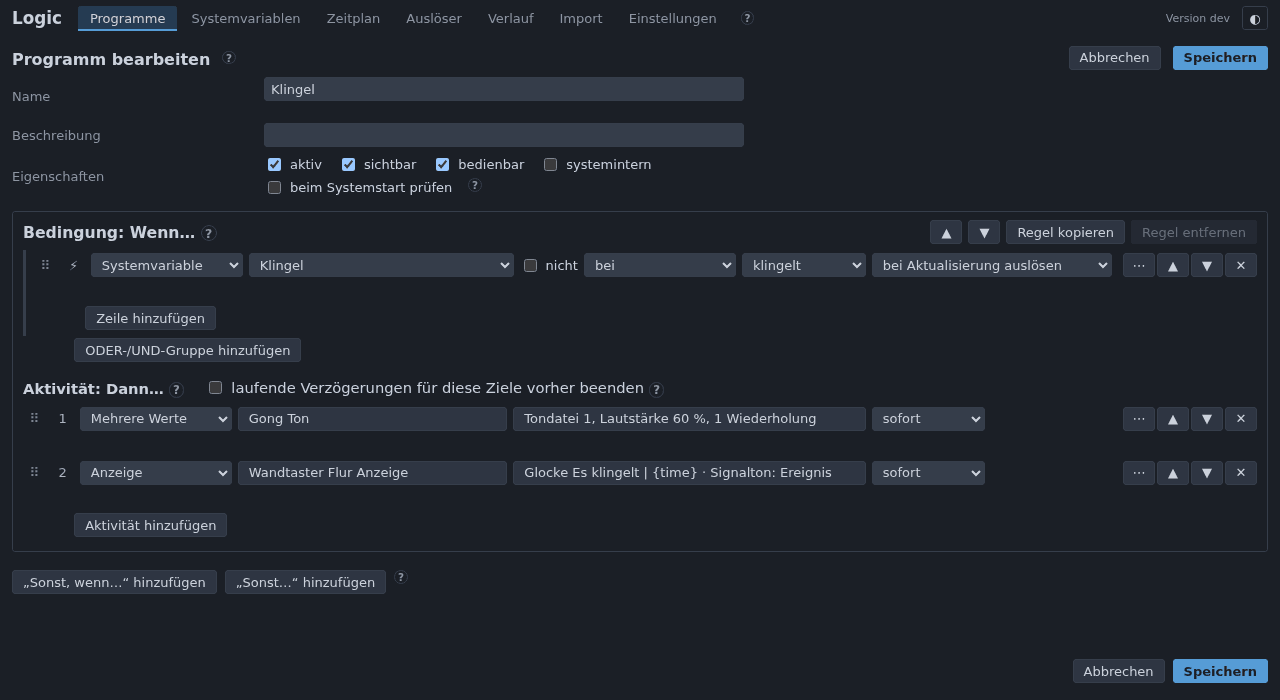 Logic Programme Systemvariablen Zeitplan Auslöser Verlauf Import Einstellungen ? Version dev
Programm bearbeiten ? Abbrechen Speichern
Name Klingel
Beschreibung
Eigenschaften aktiv sichtbar bedienbar systemintern
beim Systemstart prüfen ?
Bedingung: Wenn… ? ▲ ▼ Regel kopieren Regel entfernen
⚡ Systemvariable Klingel nicht bei klingelt bei Aktualisierung auslösen ⋯ ▲ ▼ ✕
Zeile hinzufügen
ODER-/UND-Gruppe hinzufügen
Aktivität: Dann… ? laufende Verzögerungen für diese Ziele vorher beenden ?
1 Mehrere Werte Gong Ton Tondatei 1, Lautstärke 60 %, 1 Wiederholung sofort ⋯ ▲ ▼ ✕
2 Anzeige Wandtaster Flur Anzeige Glocke Es klingelt | {time} · Signalton: Ereignis sofort ⋯ ▲ ▼ ✕
Aktivität hinzufügen
„Sonst, wenn…“ hinzufügen „Sonst…“ hinzufügen ?
Abbrechen Speichern